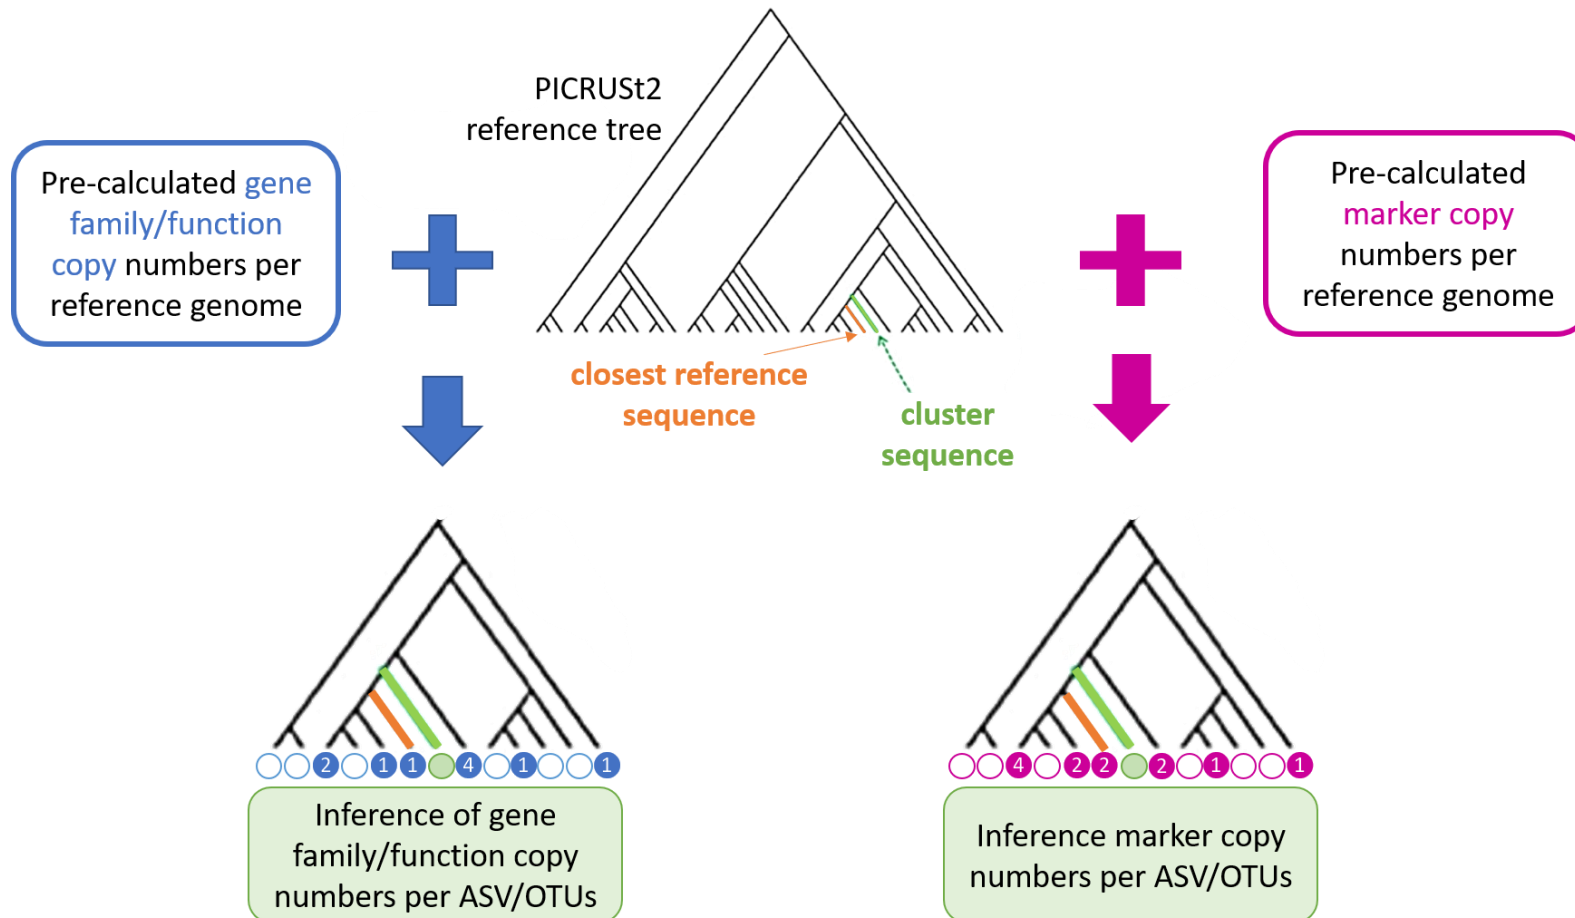 PICRUSt2
reference tree
Pre-calculated gene
family/function
copy numbers per
reference genome
Pre-calculated
marker copy
numbers per
reference genome
closest reference
sequence
cluster
sequence
2 1 1 4 1 1
4 2 2 2 1 1
Inference of gene
family/function copy
numbers per ASV/OTUs
Inference marker copy
numbers per ASV/OTUs